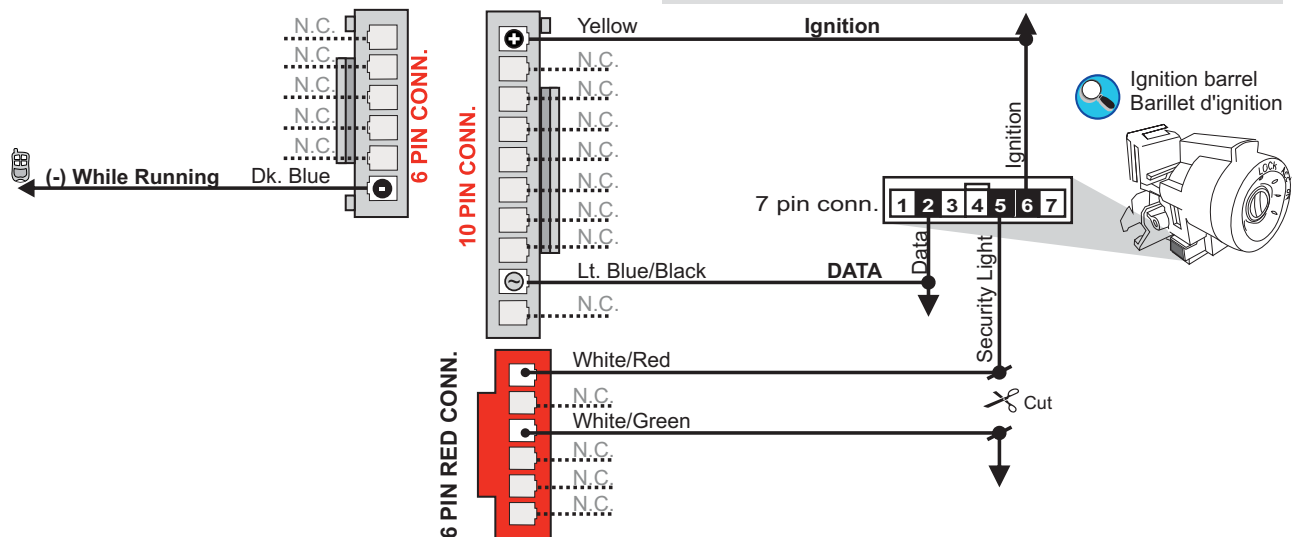 N.C.
N.C.
N.C.
N.C.
N.C.
(-) While Running Dk. Blue
6 PIN CONN.
10 PIN CONN.
Yellow Ignition
N.C.
N.C.
N.C.
N.C.
N.C.
N.C.
N.C.
Lt. Blue/Black DATA
N.C.
Ignition
Ignition barrel
Barillet d'ignition
LOCK
7 pin conn. 1 2 3 4 5 6 7
Data
Security Light
6 PIN RED CONN.
White/Red
N.C.
White/Green
N.C.
N.C.
N.C.
Cut